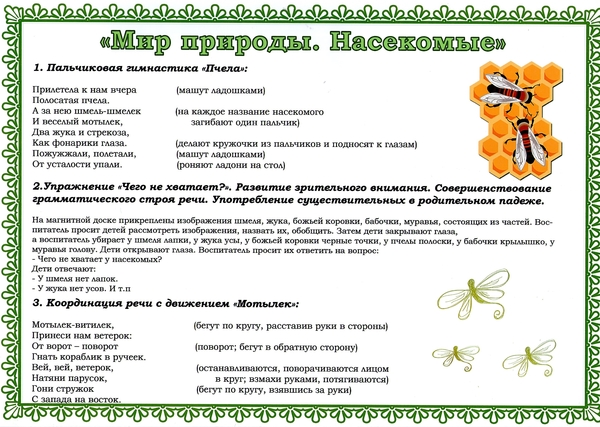 «Мир природы. Насекомые»
1. Пальчиковая гимнастика «Пчела»:
Прилетела к нам вчера (машут ладошками)
Полосатая пчела.
А за нею шмель-шмелек (на каждое название насекомого
И веселый мотылек, загибают один пальчик)
Два жука и стрекоза,
Как фонарики глаза. (делают кружочки из пальчиков и подносят к глазам)
Пожужжали, полетали, (машут ладошками)
От усталости упали. (роняют ладони на стол)
2.Упражнение «Чего не хватает?». Развитие зрительного внимания. Совершенствование
грамматического строя речи. Употребление существительных в родительном падеже.
На магнитной доске прикреплены изображения шмеля, жука, божьей коровки, бабочки, муравья, состоящих из частей. Вос-
питатель просит детей рассмотреть изображения, назвать их, обобщить. Затем дети закрывают глаза,
а воспитатель убирает у шмеля лапки, у жука усы, у божьей коровки черные точки, у пчелы полоски, у бабочки крылышко, у
муравья голову. Дети открывают глаза. Воспитатель просит их ответить на вопрос:
- Чего не хватает у насекомых?
Дети отвечают:
- У шмеля нет лапок.
- У жука нет усов. И т.п
3. Координация речи с движением «Мотылек»:
Мотылек-витилек, (бегут по кругу, расставив руки в стороны)
Принеси нам ветерок:
От ворот – поворот (поворот; бегут в обратную сторону)
Гнать кораблик в ручеек.
Вей, вей, ветерок, (останавливаются, поворачиваются лицом
Натяни парусок, в круг; взмахи руками, потягиваются)
Гони стружок (бегут по кругу, взявшись за руки)
С запада на восток.